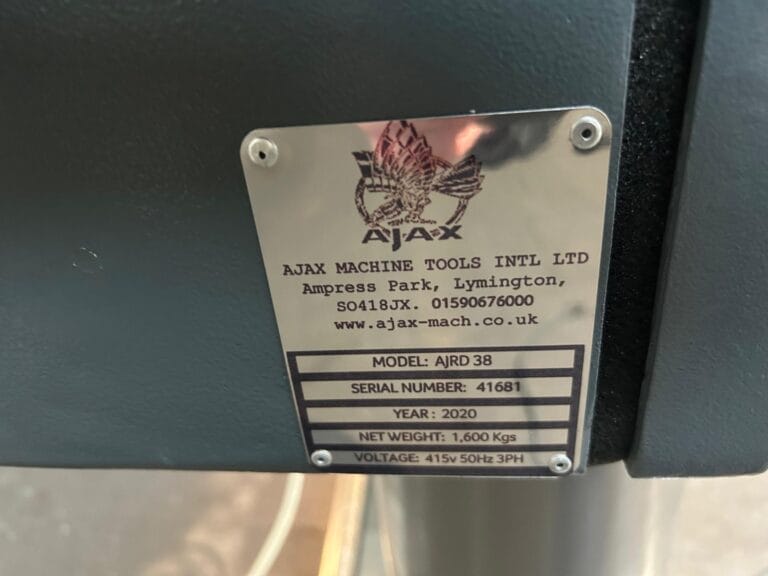 AJAX
AJAX MACHINE TOOLS INTL LTD
Ampress Park, Lymington,
SO418JX. 01590676000
www.ajax-mach.co.uk
MODEL: AJRD 38
SERIAL NUMBER: 41681
YEAR: 2020
NET WEIGHT: 1,600 Kgs
VOLTAGE: 415v 50Hz 3PH